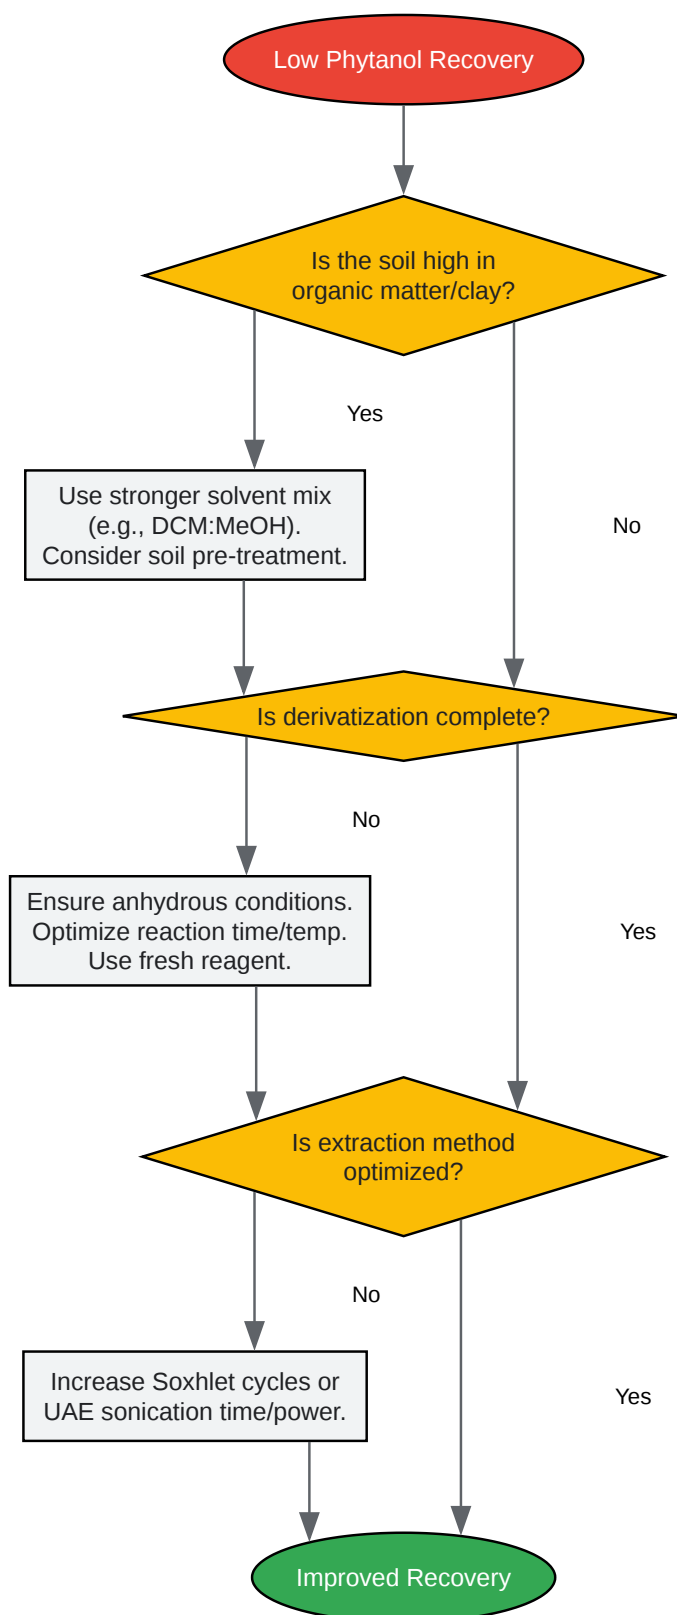 Low Phytanol Recovery
Is the soil high in
organic matter/clay?
Yes
Use stronger solvent mix
(e.g., DCM:MeOH).
Consider soil pre-treatment.
No
Is derivatization complete?
No
Ensure anhydrous conditions.
Optimize reaction time/temp.
Use fresh reagent.
Yes
Is extraction method
optimized?
No
Increase Soxhlet cycles or
UAE sonication time/power.
Yes
Improved Recovery